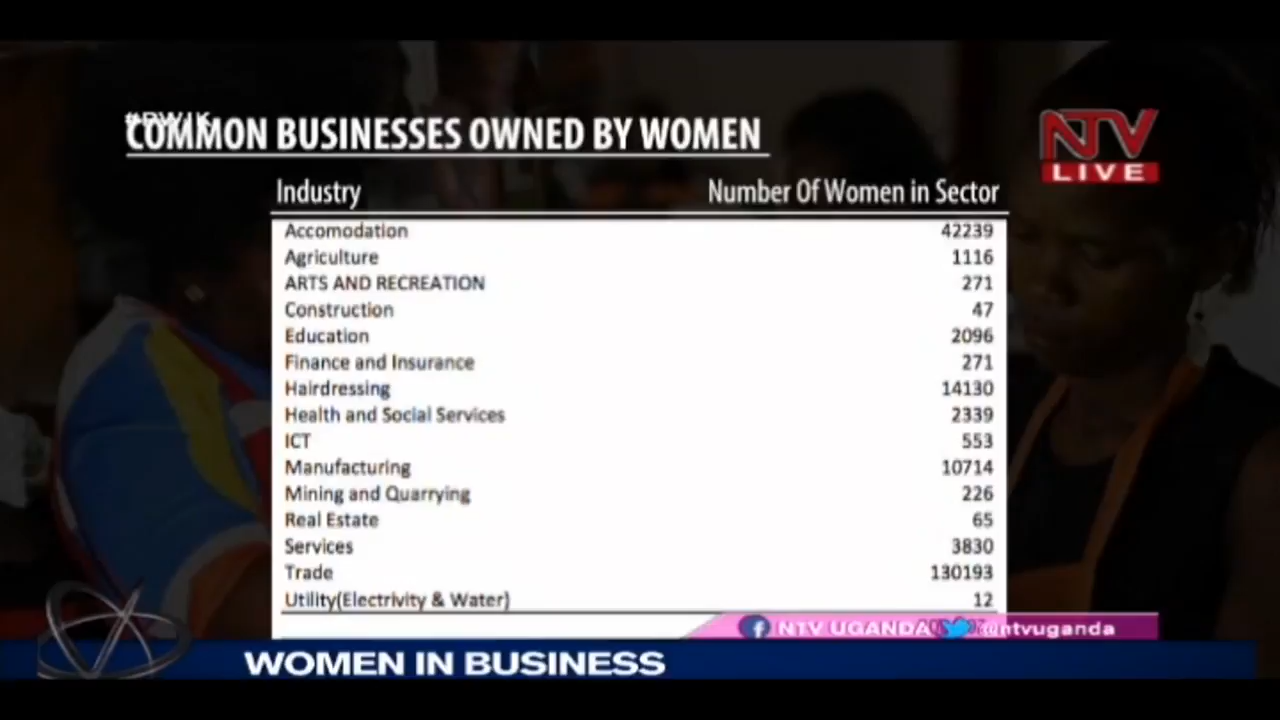 COMMON BUSINESSES OWNED BY WOMEN
NTV
LIVE
Industry Number Of Women in Sector
Accomodation 42239
Agriculture 1116
ARTS AND RECREATION 271
Construction 47
Education 2096
Finance and Insurance 271
Hairdressing 14130
Health and Social Services 2339
ICT 553
Manufacturing 10714
Mining and Quarrying 226
Real Estate 65
Services 3830
Trade 130193
Utility(Electrivity & Water) 12
NTV UGANDA @ntvuganda
WOMEN IN BUSINESS